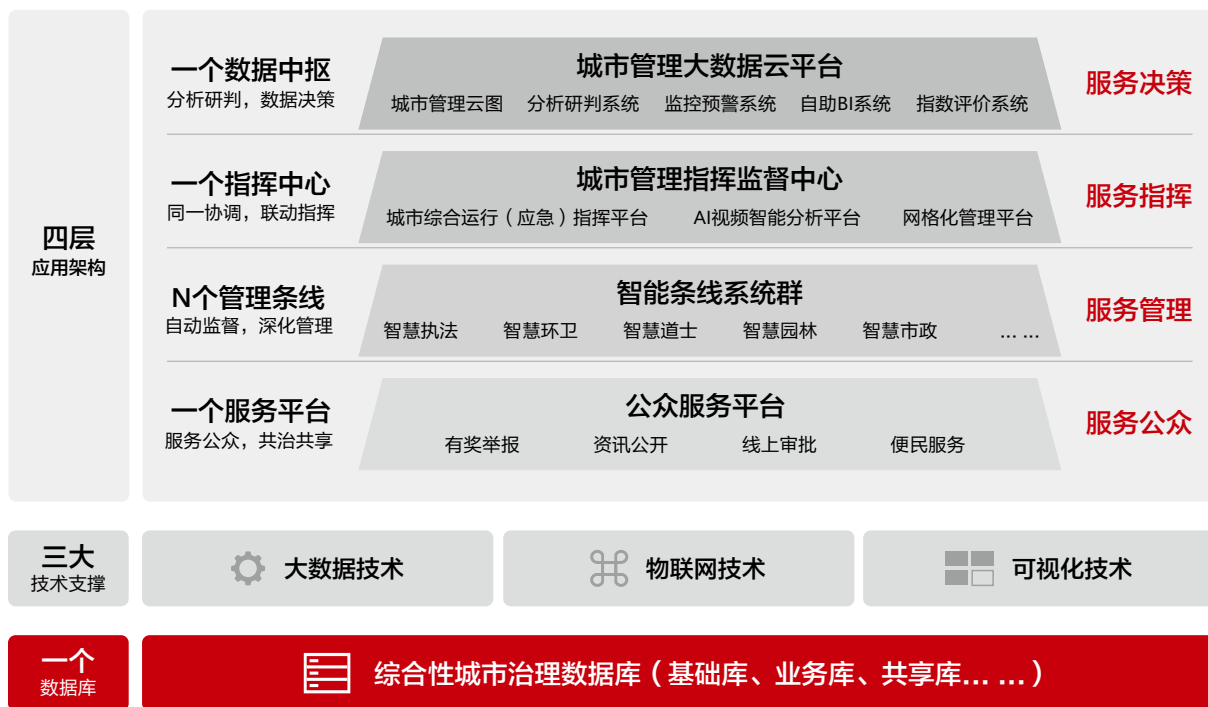 四层
应用架构
一个数据中抠
分析研判，数据决策
城市管理大数据云平台
城市管理云图 分析研判系统 监控预警系统 自助BI系统 指数评价系统
服务决策
一个指挥中心
同一协调，联动指挥
城市管理指挥监督中心
城市综合运行（应急）指挥平台 AI视频智能分析平台 网格化管理平台
服务指挥
N个管理条线
自动监督，深化管理
智能条线系统群
智慧执法 智慧环卫 智慧道士 智慧园林 智慧市政 ... ...
服务管理
一个服务平台
服务公众，共治共享
公众服务平台
有奖举报 资讯公开 线上审批 便民服务
服务公众
三大
技术支撑
大数据技术
物联网技术
可视化技术
一个
数据库
综合性城市治理数据库（基础库、业务库、共享库... ...）